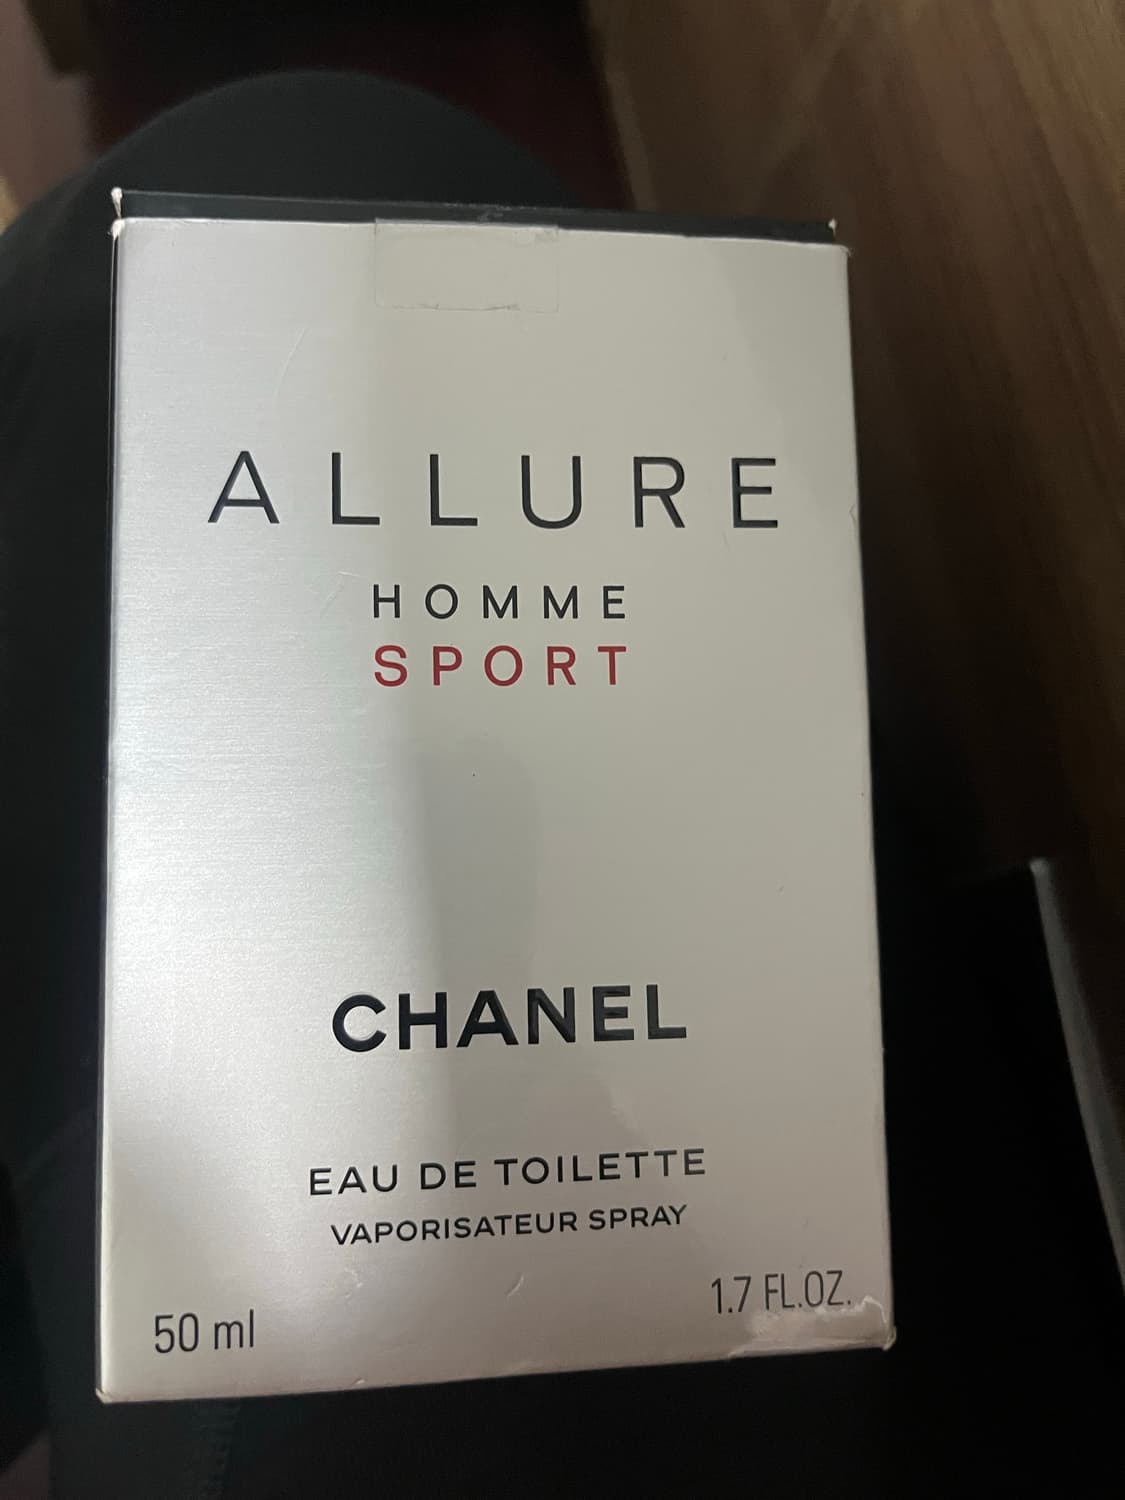 ALLURE
HOMME
SPORT
CHANEL
EAU DE TOILETTE
VAPORISATEUR SPRAY
50 ml
1.7 FL.OZ.